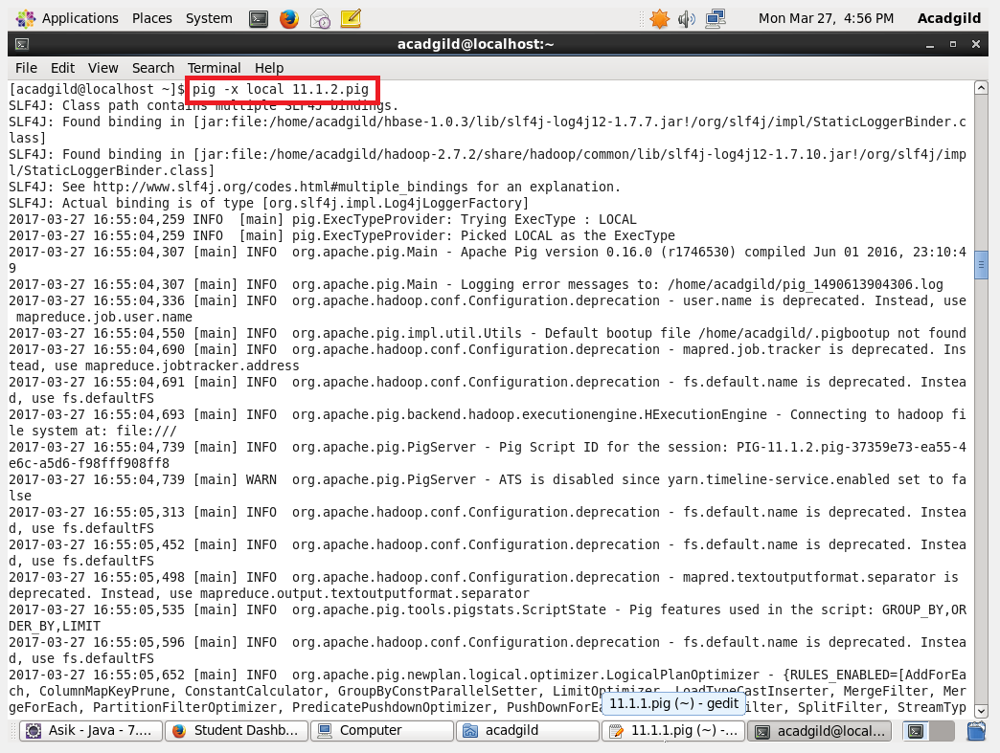 Applications Places System
Mon Mar 27, 4:56 PM Acadgild
acadgild@localhost:~
File Edit View Search Terminal Help
[acadgild@localhost ~]$ pig -x local 11.1.2.pig
SLF4J: Class path contains multiple SLF4J bindings.
SLF4J: Found binding in [jar:file:/home/acadgild/hbase-1.0.3/lib/slf4j-log4j12-1.7.7.jar!/org/slf4j/impl/StaticLoggerBinder.c
lass]
SLF4J: Found binding in [jar:file:/home/acadgild/hadoop-2.7.2/share/hadoop/common/lib/slf4j-log4j12-1.7.10.jar!/org/slf4j/imp
l/StaticLoggerBinder.class]
SLF4J: See http://www.slf4j.org/codes.html#multiple_bindings for an explanation.
SLF4J: Actual binding is of type [org.slf4j.impl.Log4jLoggerFactory]
2017-03-27 16:55:04,259 INFO  [main] pig.ExecTypeProvider: Trying ExecType : LOCAL
2017-03-27 16:55:04,259 INFO  [main] pig.ExecTypeProvider: Picked LOCAL as the ExecType
2017-03-27 16:55:04,307 [main] INFO  org.apache.pig.Main - Apache Pig version 0.16.0 (r1746530) compiled Jun 01 2016, 23:10:4
9
2017-03-27 16:55:04,307 [main] INFO  org.apache.pig.Main - Logging error messages to: /home/acadgild/pig_1490613904306.log
2017-03-27 16:55:04,336 [main] INFO  org.apache.hadoop.conf.Configuration.deprecation - user.name is deprecated. Instead, use
 mapreduce.job.user.name
2017-03-27 16:55:04,550 [main] INFO  org.apache.pig.impl.util.Utils - Default bootup file /home/acadgild/.pigbootup not found
2017-03-27 16:55:04,690 [main] INFO  org.apache.hadoop.conf.Configuration.deprecation - mapred.job.tracker is deprecated. Ins
tead, use mapreduce.jobtracker.address
2017-03-27 16:55:04,691 [main] INFO  org.apache.hadoop.conf.Configuration.deprecation - fs.default.name is deprecated. Instea
d, use fs.defaultFS
2017-03-27 16:55:04,693 [main] INFO  org.apache.pig.backend.hadoop.executionengine.HExecutionEngine - Connecting to hadoop fi
le system at: file:///
2017-03-27 16:55:04,739 [main] INFO  org.apache.pig.PigServer - Pig Script ID for the session: PIG-11.1.2.pig-37359e73-ea55-4
e6c-a5d6-f98fff908ff8
2017-03-27 16:55:04,739 [main] WARN  org.apache.pig.PigServer - ATS is disabled since yarn.timeline-service.enabled set to fa
lse
2017-03-27 16:55:05,313 [main] INFO  org.apache.hadoop.conf.Configuration.deprecation - fs.default.name is deprecated. Instea
d, use fs.defaultFS
2017-03-27 16:55:05,452 [main] INFO  org.apache.hadoop.conf.Configuration.deprecation - fs.default.name is deprecated. Instea
d, use fs.defaultFS
2017-03-27 16:55:05,498 [main] INFO  org.apache.hadoop.conf.Configuration.deprecation - mapred.textoutputformat.separator is
deprecated. Instead, use mapreduce.output.textoutputformat.separator
2017-03-27 16:55:05,535 [main] INFO  org.apache.pig.tools.pigstats.ScriptState - Pig features used in the script: GROUP_BY,OR
DER_BY,LIMIT
2017-03-27 16:55:05,596 [main] INFO  org.apache.hadoop.conf.Configuration.deprecation - fs.default.name is deprecated. Instea
d, use fs.defaultFS
2017-03-27 16:55:05,652 [main] INFO  org.apache.pig.newplan.logical.optimizer.LogicalPlanOptimizer - {RULES_ENABLED=[AddForEa
ch, ColumnMapKeyPrune, ConstantCalculator, GroupByConstParallelSetter, LimitOptimizer, LoadTypeCastInserter, MergeFilter, Mer
geForEach, PartitionFilterOptimizer, PredicatePushdownOptimizer, PushDownForEa ilter, SplitFilter, StreamTyp
11.1.1.pig (~) - gedit
Asik - Java - 7.... Student Dashb... Computer acadgild 11.1.1.pig (~) -... acadgild@local...